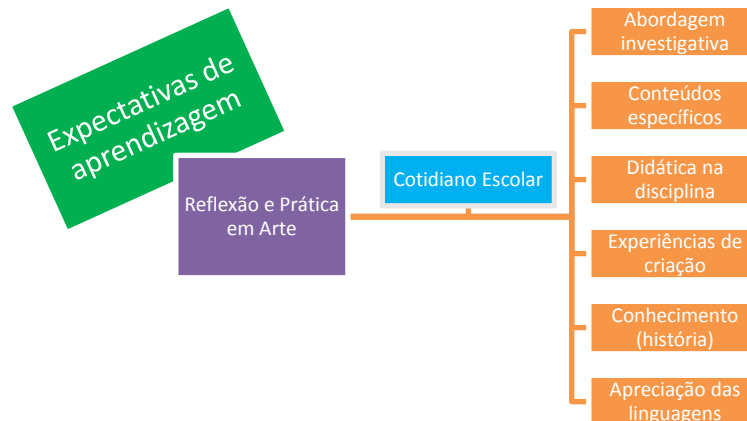 Expectativas de
aprendizagem
Reflexão e Prática
em Arte
Cotidiano Escolar
Abordagem
investigativa
Conteúdos
específicos
Didática na
disciplina
Experiências de
criação
Conhecimento
(história)
Apreciação das
linguagens